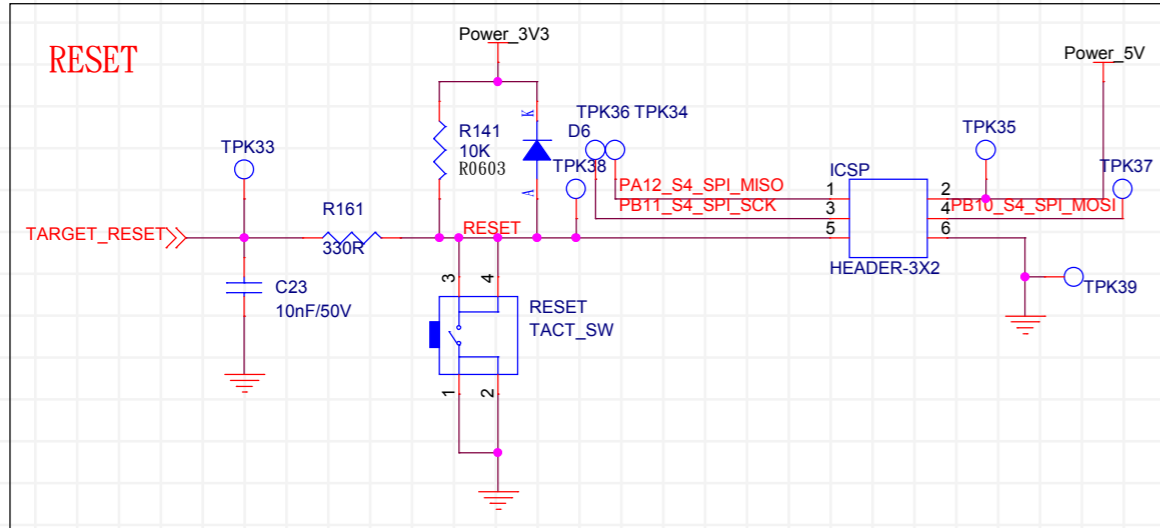 Power_3V3
RESET
Power_5V
K
TPK36 TPK34
R141
D6
10K
TPK33
TPK35
R0603
TPK38
ICSP
TPK37
A
PA12_S4_SPI_MISO
1
2
R161
PB11_S4_SPI_SCK
3
4
PB10_S4_SPI_MOSI
TARGET_RESET
RESET
5
6
330R
HEADER-3X2
3
4
C23
TPK39
10nF/50V
RESET
TACT_SW
1
2